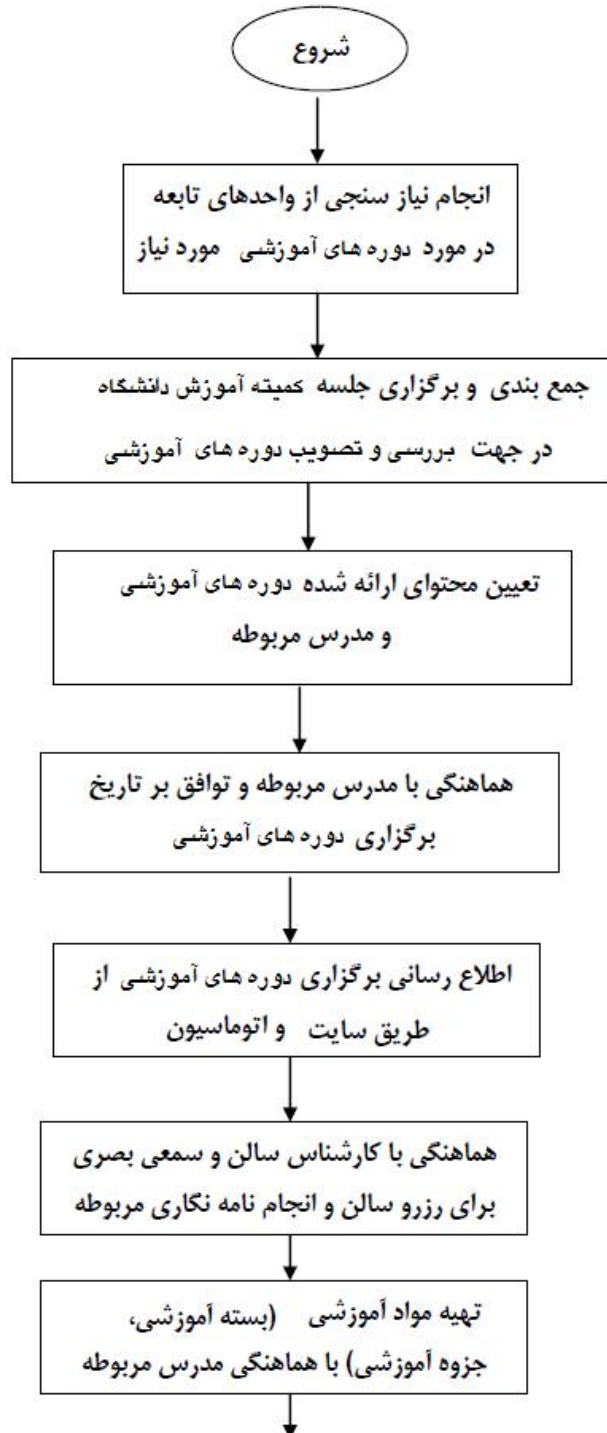 شروع
انجام نیاز سنجی از واحدهای تابعه
در مورد دوره های آموزشی مورد نیاز
جمع بندی و برگزاری جلسه کمیته آموزش دانشگاه
در جهت بررسی و تصویب دوره های آموزشی
تعیین محتوای ارائه شده دوره های آموزشی
و مدرس مربوطه
هماهنگی با مدرس مربوطه و توافق بر تاریخ
برگزاری دوره های آموزشی
اطلاع رسانی برگزاری دوره های آموزشی از
طریق سایت و اتوماسیون
هماهنگی با کارشناس سالن و سمعی بصری
برای رزرو سالن و انجام نامه نگاری مربوطه
تهیه مواد آموزشی (بسته آموزشی،
جزوه آموزشی) با هماهنگی مدرس مربوطه